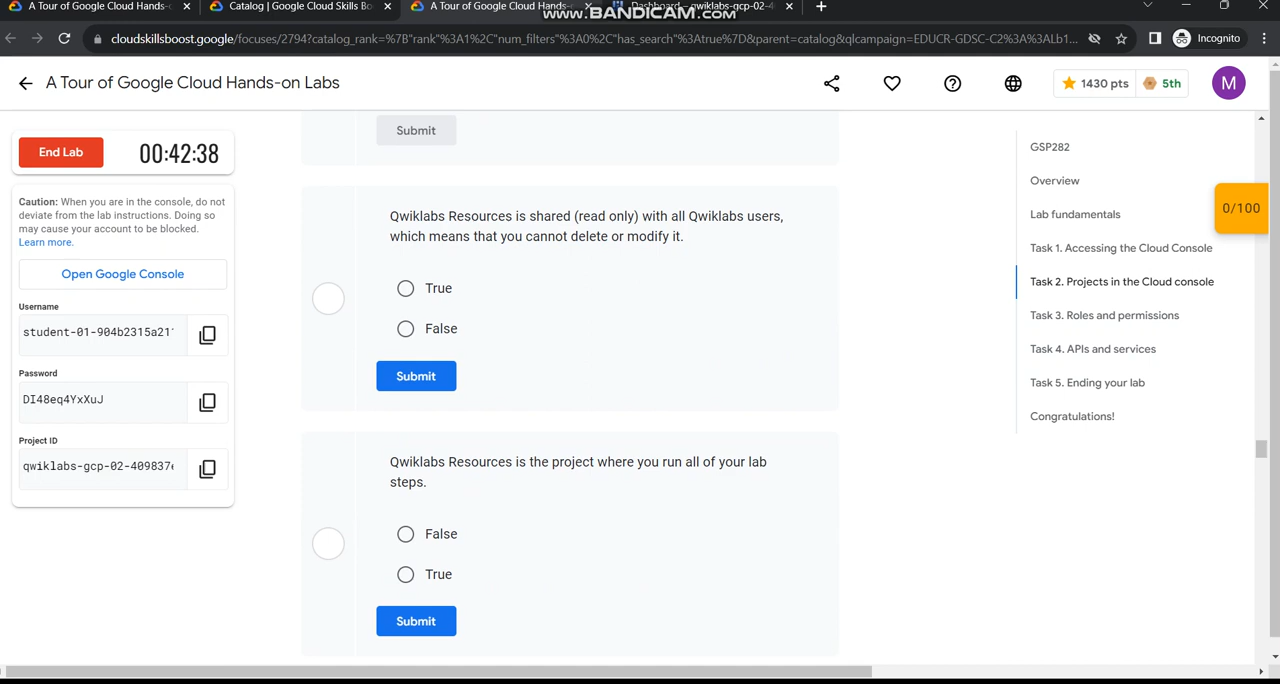 A Tour of Google Cloud Hands-on Labs
Catalog | Google Cloud Skills Bo
A Tour of Google Cloud Hands-on Labs
Dashboard – qwiklabs-gcp-02-4
www.BANDICAM.com
cloudskillsboost.google/focuses/2794?catalog_rank=%7B"rank"%3A1%2C"num_filters"%3A0%2C"has_search"%3Atrue%7D&parent=catalog&qlcampaign=EDUCR-GDSC-C2%3A%3ALb1...
Incognito
A Tour of Google Cloud Hands-on Labs
1430 pts
5th
M
End Lab
00:42:38
Caution: When you are in the console, do not
deviate from the lab instructions. Doing so
may cause your account to be blocked.
Learn more.
Open Google Console
Username
student-01-904b2315a21
Password
DI48eq4YxXuJ
Project ID
qwiklabs-gcp-02-409837
Submit
Qwiklabs Resources is shared (read only) with all Qwiklabs users,
which means that you cannot delete or modify it.
True
False
Submit
Qwiklabs Resources is the project where you run all of your lab
steps.
False
True
Submit
GSP282
Overview
Lab fundamentals
Task 1. Accessing the Cloud Console
Task 2. Projects in the Cloud console
Task 3. Roles and permissions
Task 4. APIs and services
Task 5. Ending your lab
Congratulations!
0/100